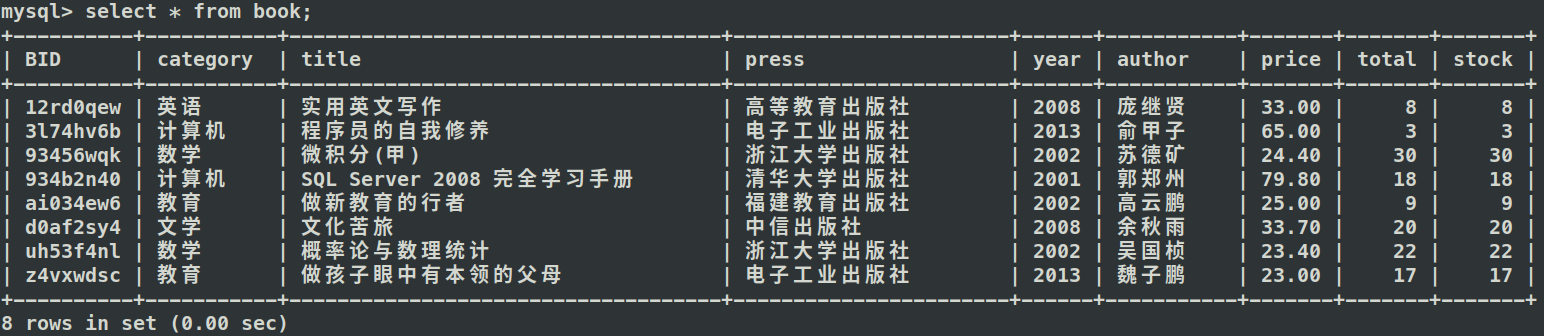 mysql> select * from book;
+----------+-----------+------------------------------------+-----------------------+------+-----------+-------+-------+-------+
| BID      | category  | title                              | press                 | year | author    | price | total | stock |
+----------+-----------+------------------------------------+-----------------------+------+-----------+-------+-------+-------+
| 12rd0qew | 英语      | 实用英文写作                       | 高等教育出版社        | 2008 | 庞继贤    | 33.00 |     8 |     8 |
| 3l74hv6b | 计算机    | 程序员的自我修养                   | 电子工业出版社        | 2013 | 俞甲子    | 65.00 |     3 |     3 |
| 93456wqk | 数学      | 微积分(甲)                         | 浙江大学出版社        | 2002 | 苏德矿    | 24.40 |    30 |    30 |
| 934b2n40 | 计算机    | SQL Server 2008 完全学习手册       | 清华大学出版社        | 2001 | 郭郑州    | 79.80 |    18 |    18 |
| ai034ew6 | 教育      | 做新教育的行者                     | 福建教育出版社        | 2002 | 高云鹏    | 25.00 |     9 |     9 |
| d0af2sy4 | 文学      | 文化苦旅                           | 中信出版社            | 2008 | 余秋雨    | 33.70 |    20 |    20 |
| uh53f4nl | 数学      | 概率论与数理统计                   | 浙江大学出版社        | 2002 | 吴国桢    | 23.40 |    22 |    22 |
| z4vxwdsc | 教育      | 做孩子眼中有本领的父母             | 电子工业出版社        | 2013 | 魏子鹏    | 23.00 |    17 |    17 |
+----------+-----------+------------------------------------+-----------------------+------+-----------+-------+-------+-------+
8 rows in set (0.00 sec)